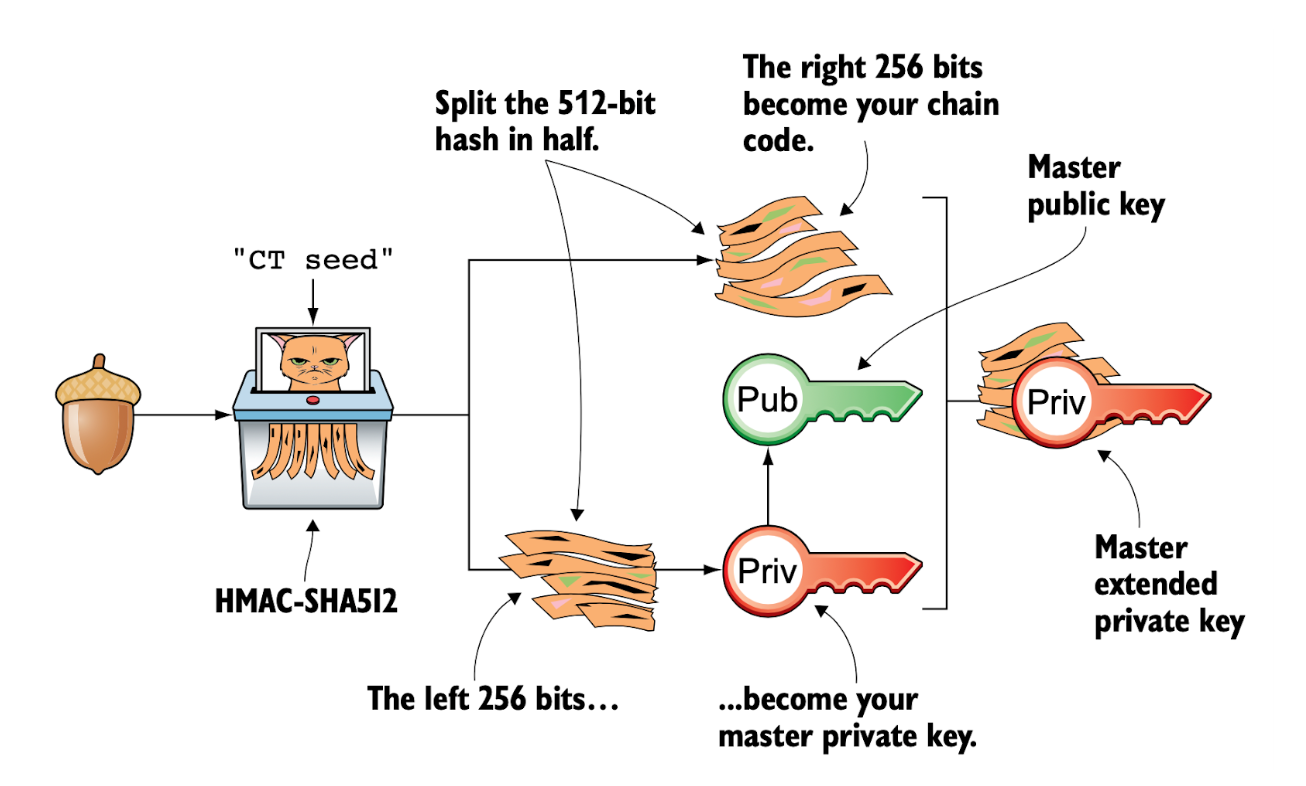 Split the 512-bit
hash in half.
The right 256 bits
become your chain
code.
Master
public key
"CT seed"
Pub
Priv
HMAC-SHA512
Priv
Master
extended
private key
The left 256 bits...
...become your
master private key.